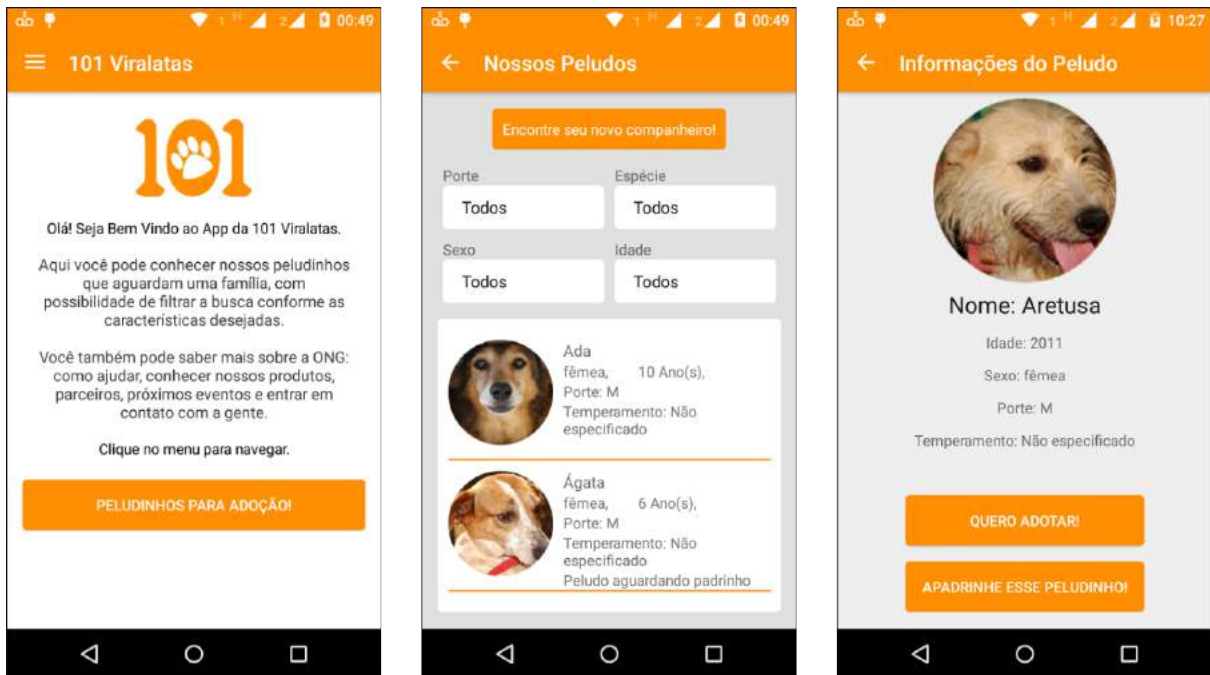 00:49
101 Viralatas
101
Olá! Seja Bem Vindo ao App da 101 Viralatas.
Aqui você pode conhecer nossos peludinhos
que aguardam uma família, com
possibilidade de filtrar a busca conforme as
características desejadas.
Você também pode saber mais sobre a ONG:
como ajudar, conhecer nossos produtos,
parceiros, próximos eventos e entrar em
contato com a gente.
Clique no menu para navegar.
PELUDINHOS PARA ADOÇÃO!
1 H 2 00:49
Nossos Peludos
Encontre seu novo companheiro!
Porte Espécie
Todos Todos
Sexo Idade
Todos Todos
Ada
fêmea, 10 Ano(s),
Porte: M
Temperamento: Não
especificado
Ágata
fêmea, 6 Ano(s),
Porte: M
Temperamento: Não
especificado
Peludo aguardando padrinho
1 H 2 10:27
Informações do Peludo
Nome: Aretusa
Idade: 2011
Sexo: fêmea
Porte: M
Temperamento: Não especificado
QUERO ADOTAR!
APADRINHE ESSE PELUDINHO!